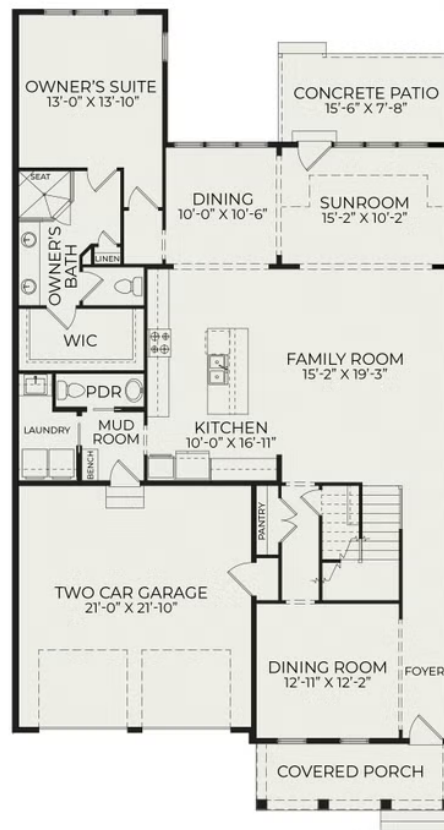 OWNER'S SUITE
13'-0" X 13'-10"
CONCRETE PATIO
15'-6" X 7'-8"
SEAT
DINING
10'-0" X 10'-6"
SUNROOM
15'-2" X 10'-2"
OWNER'S
BATH
LINEN
WIC
FAMILY ROOM
15'-2" X 19'-3"
PDR
LAUNDRY
MUD
ROOM
BENCH
KITCHEN
10'-0" X 16'-11"
PANTRY
TWO CAR GARAGE
21'-0" X 21'-10"
DINING ROOM
12'-11" X 12'-2"
FOYER
COVERED PORCH